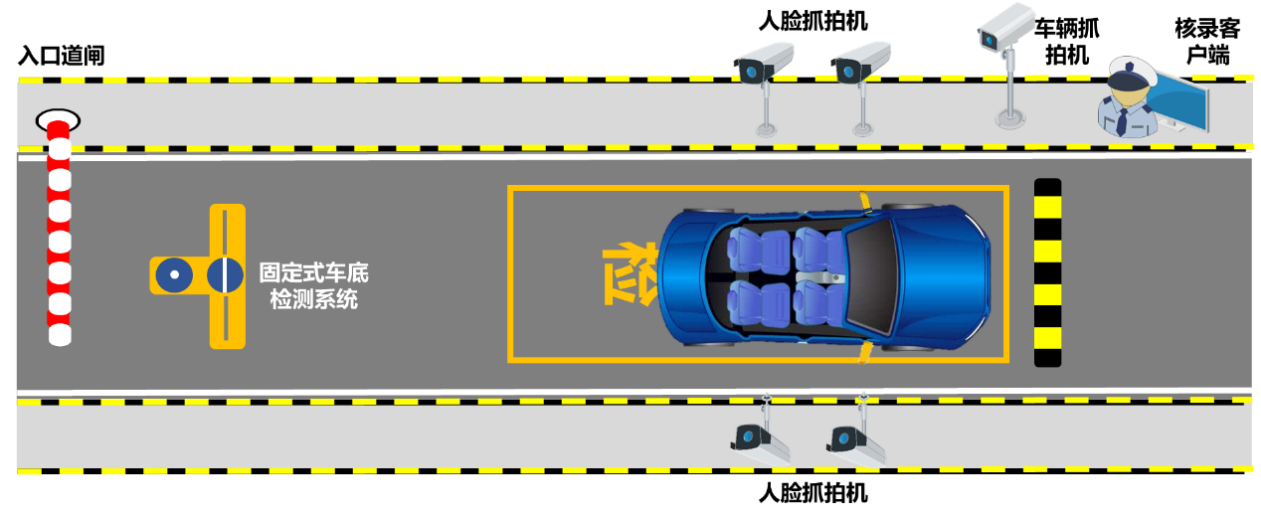 人脸抓拍机
车辆抓
拍机
核录客
户端
入口道闸
固定式车底
检测系统
检
人脸抓拍机